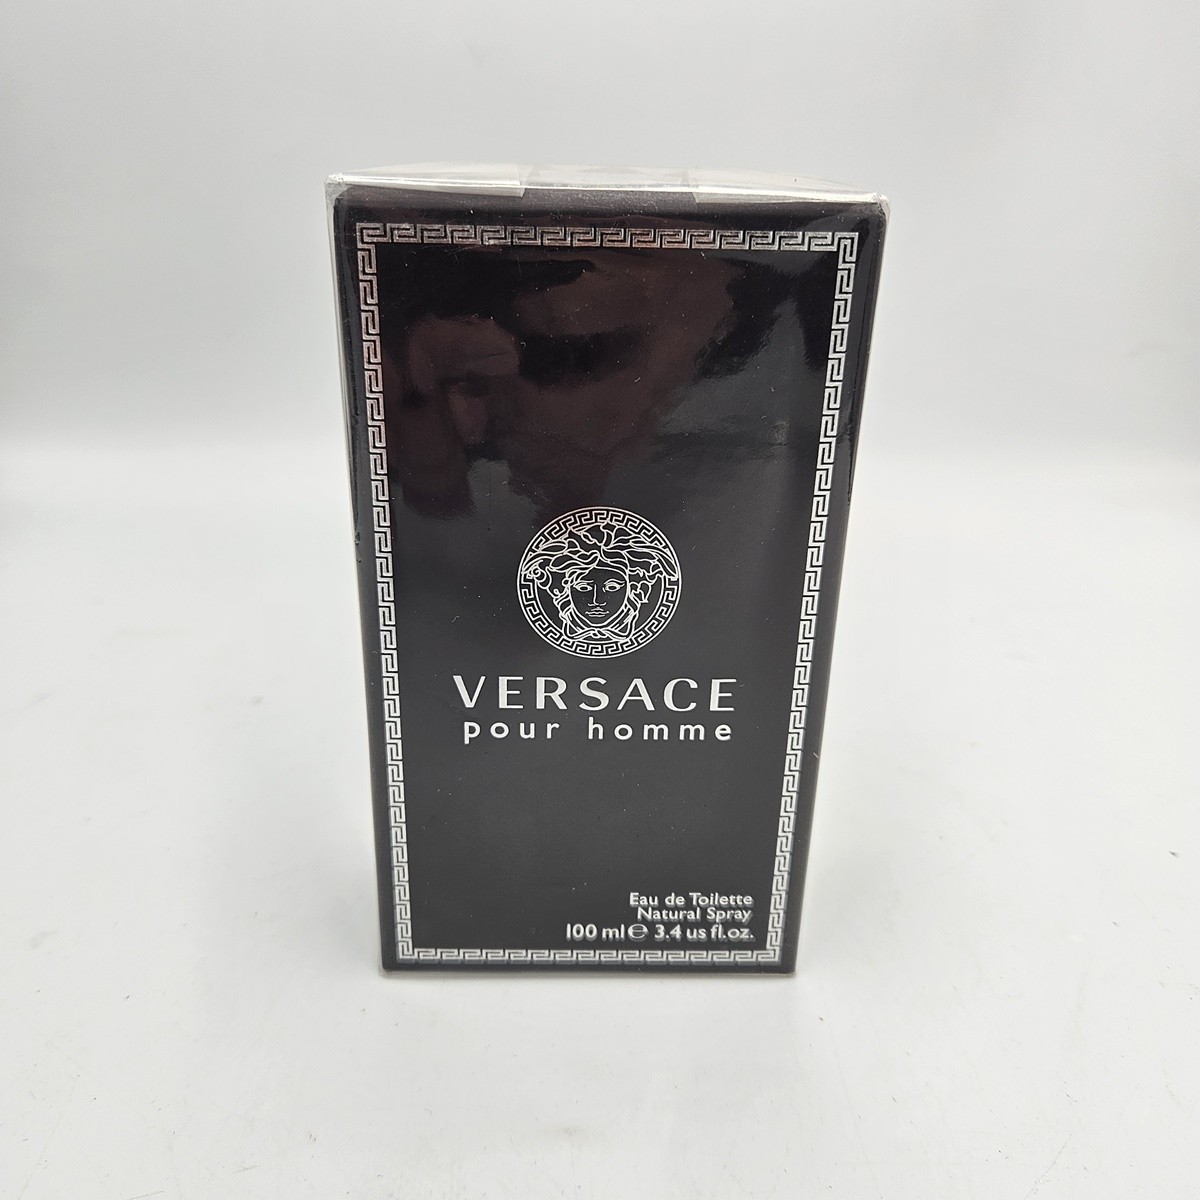 VERSACE
pour homme
Eau de Toilette
Natural Spray
100 ml ℮ 3.4 us fl.oz.